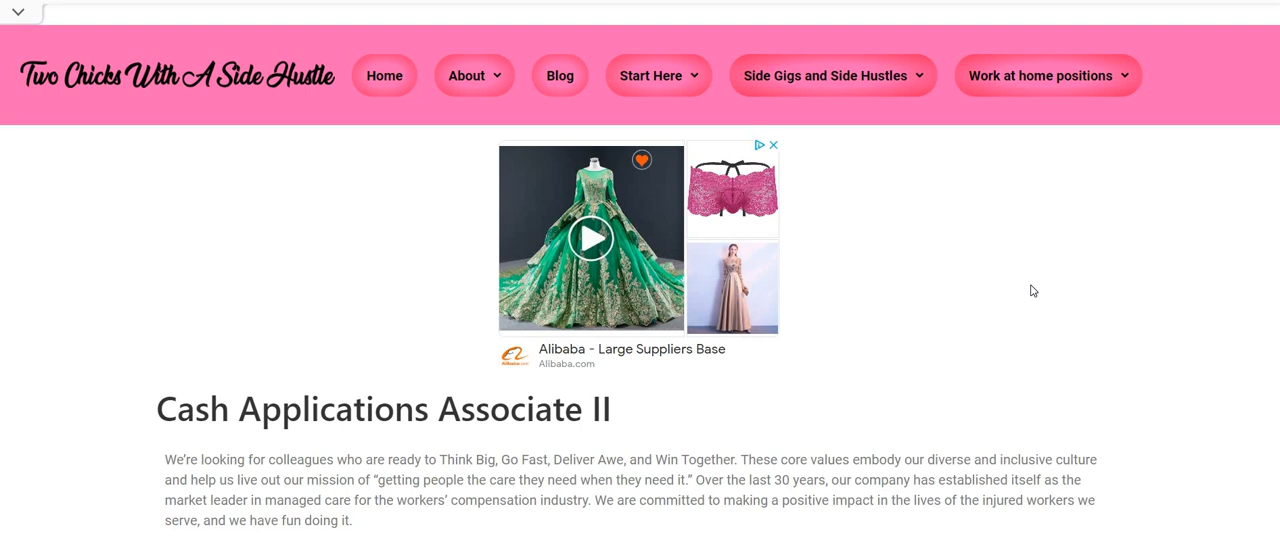 Two Chicks With A Side Hustle
Home
About
Blog
Start Here
Side Gigs and Side Hustles
Work at home positions
Alibaba - Large Suppliers Base
Alibaba.com
Alibaba.com
Cash Applications Associate II
We’re looking for colleagues who are ready to Think Big, Go Fast, Deliver Awe, and Win Together. These core values embody our diverse and inclusive culture
and help us live out our mission of “getting people the care they need when they need it.” Over the last 30 years, our company has established itself as the
market leader in managed care for the workers’ compensation industry. We are committed to making a positive impact in the lives of the injured workers we
serve, and we have fun doing it.